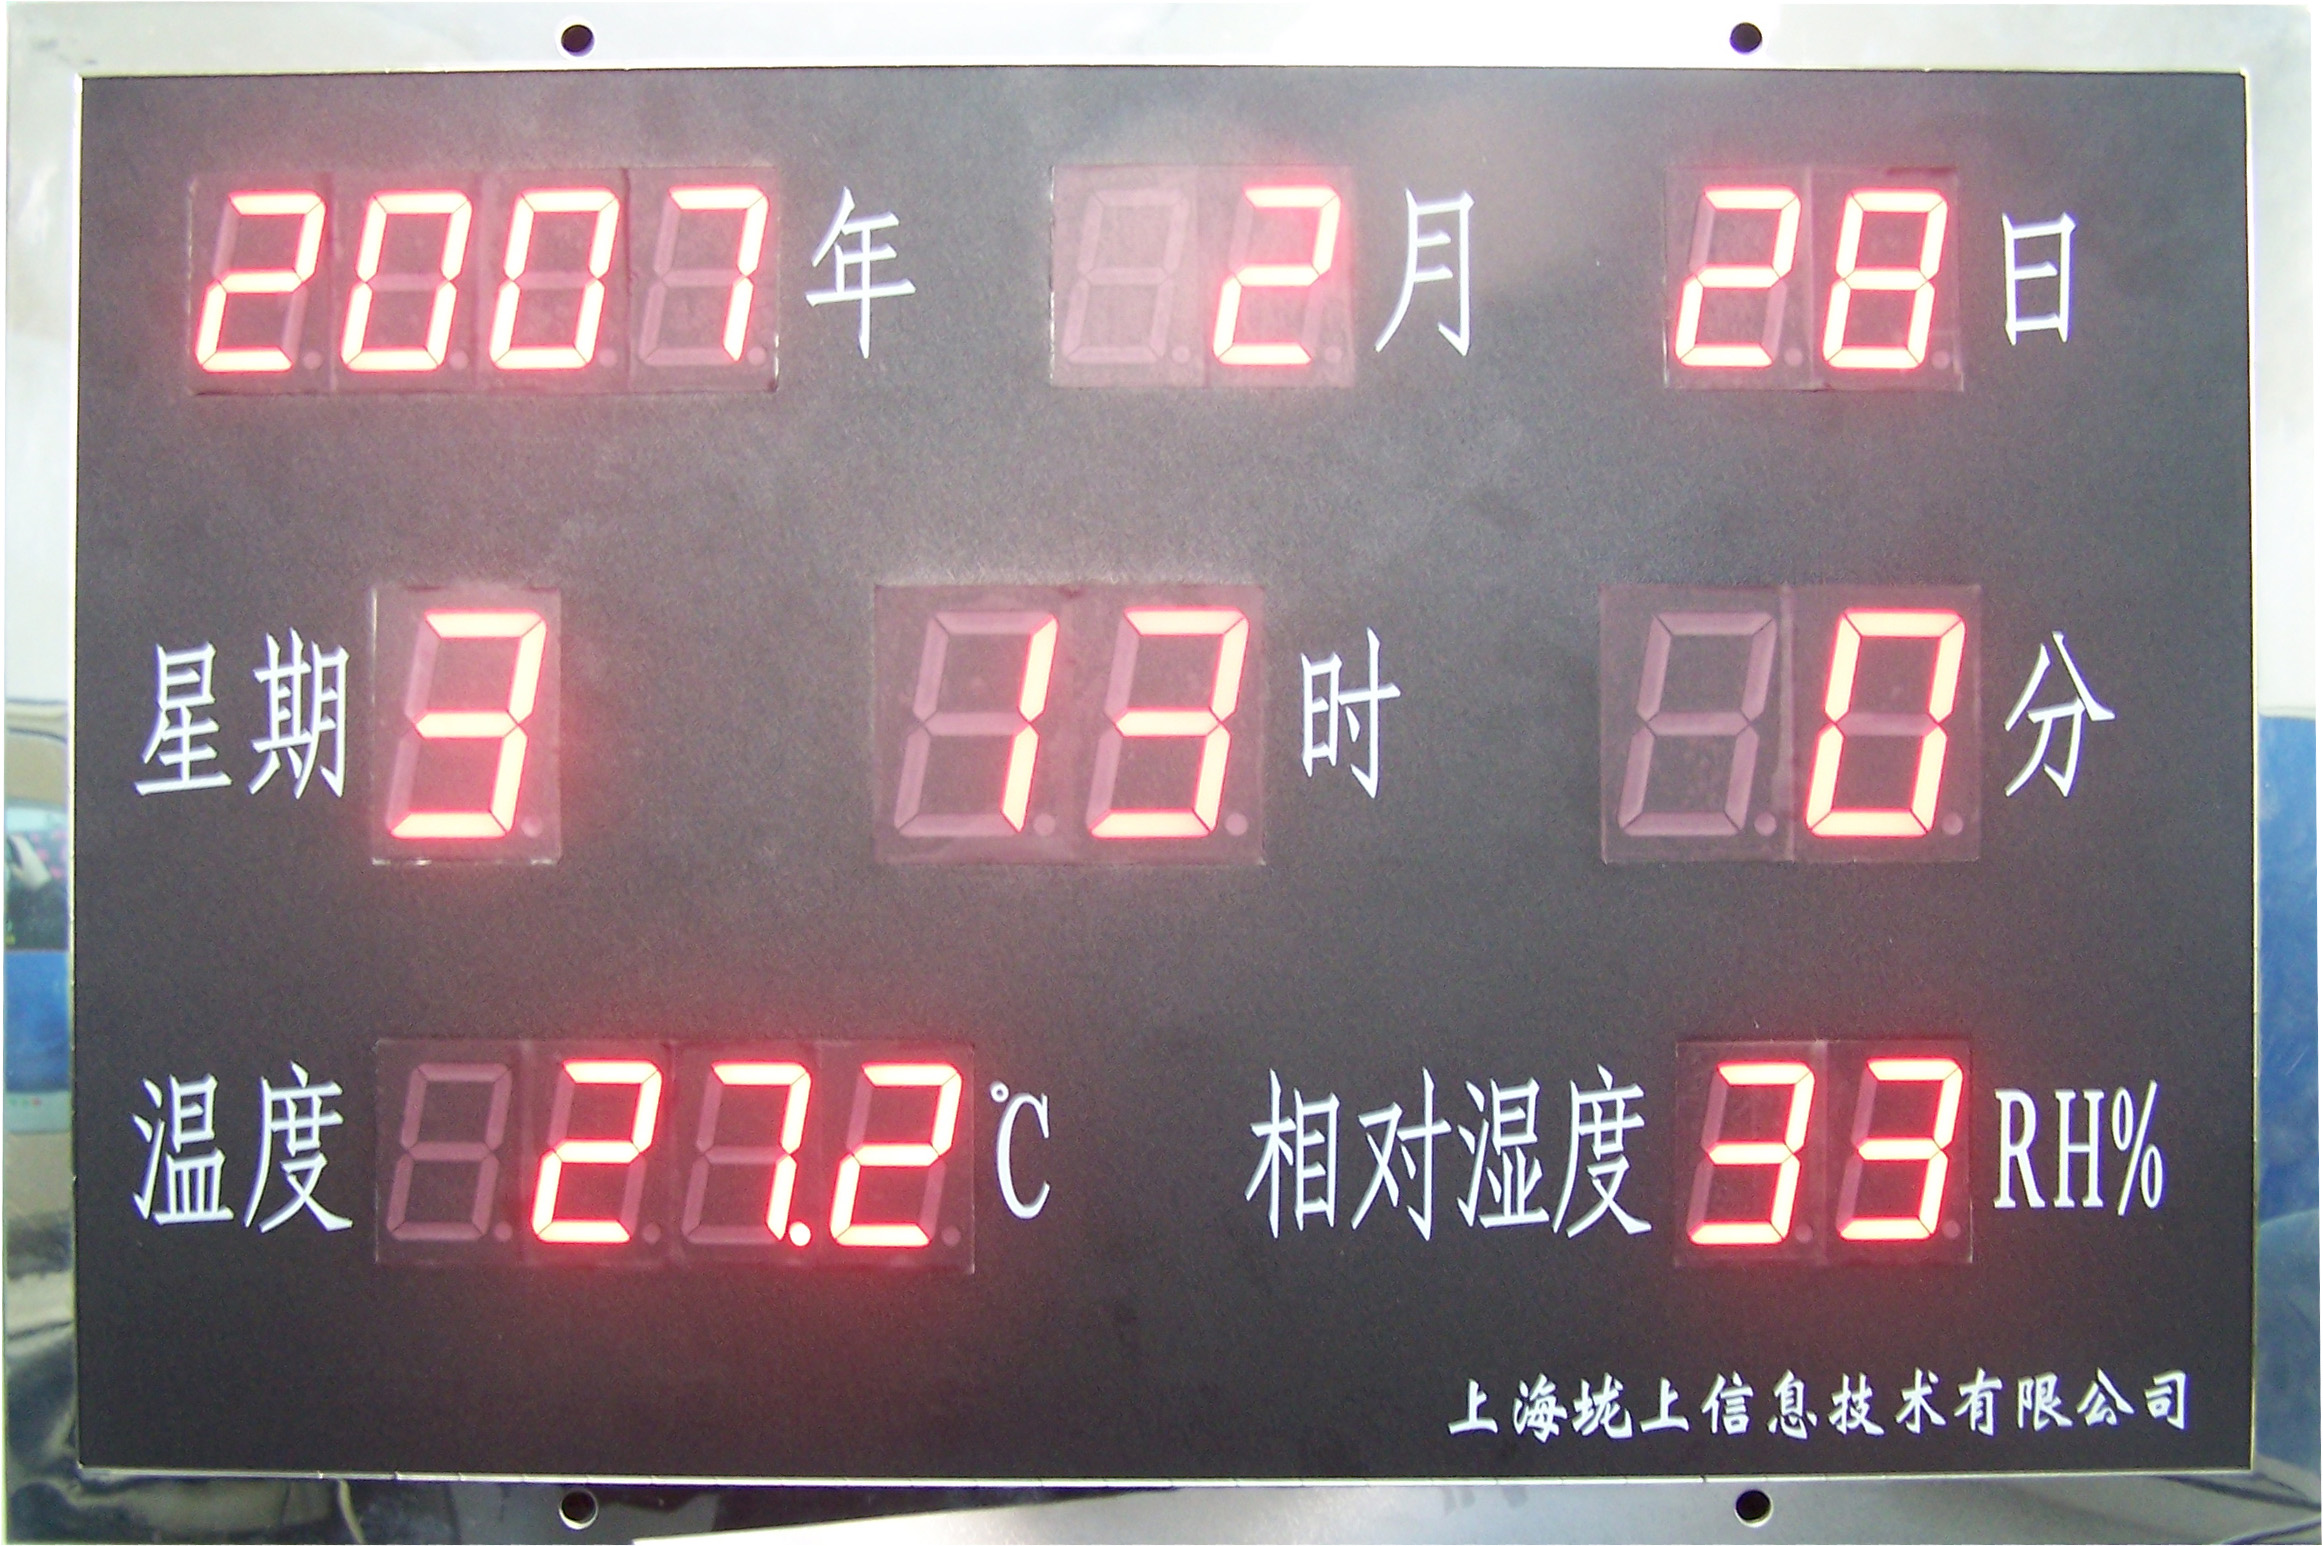 2007年 2月 28日
星期3 13时 0分
温度 27.2℃ 相对湿度 33RH%
上海垅上信息技术有限公司